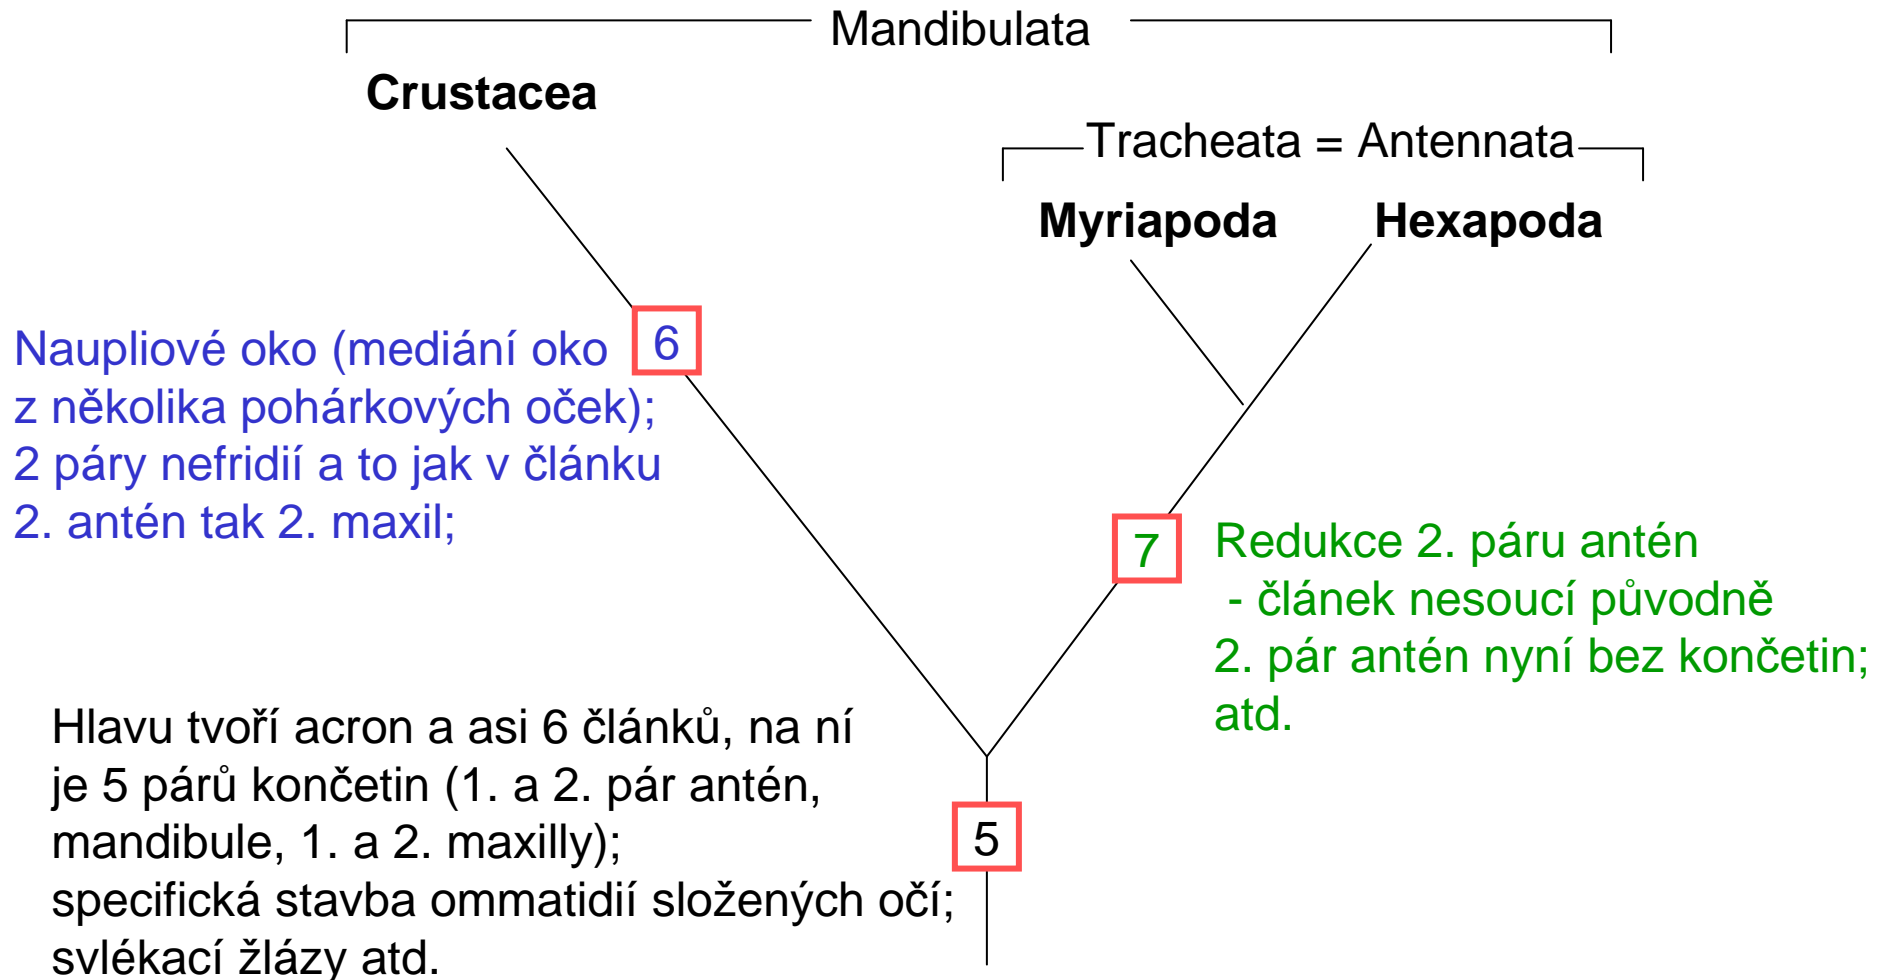 Mandibulata
Crustacea
Tracheata = Antennata
Myriapoda
Hexapoda
6
Naupliové oko (mediání oko
z několika pohárkových oček);
2 páry nefridií a to jak v článku
2. antén tak 2. maxil;
7
Redukce 2. páru antén
- článek nesoucí původně
2. pár antén nyní bez končetin;
atd.
Hlavu tvoří acron a asi 6 článků, na ní
je 5 párů končetin (1. a 2. pár antén,
mandibule, 1. a 2. maxilly);
specifická stavba ommatidií složených očí;
svlékací žlázy atd.
5